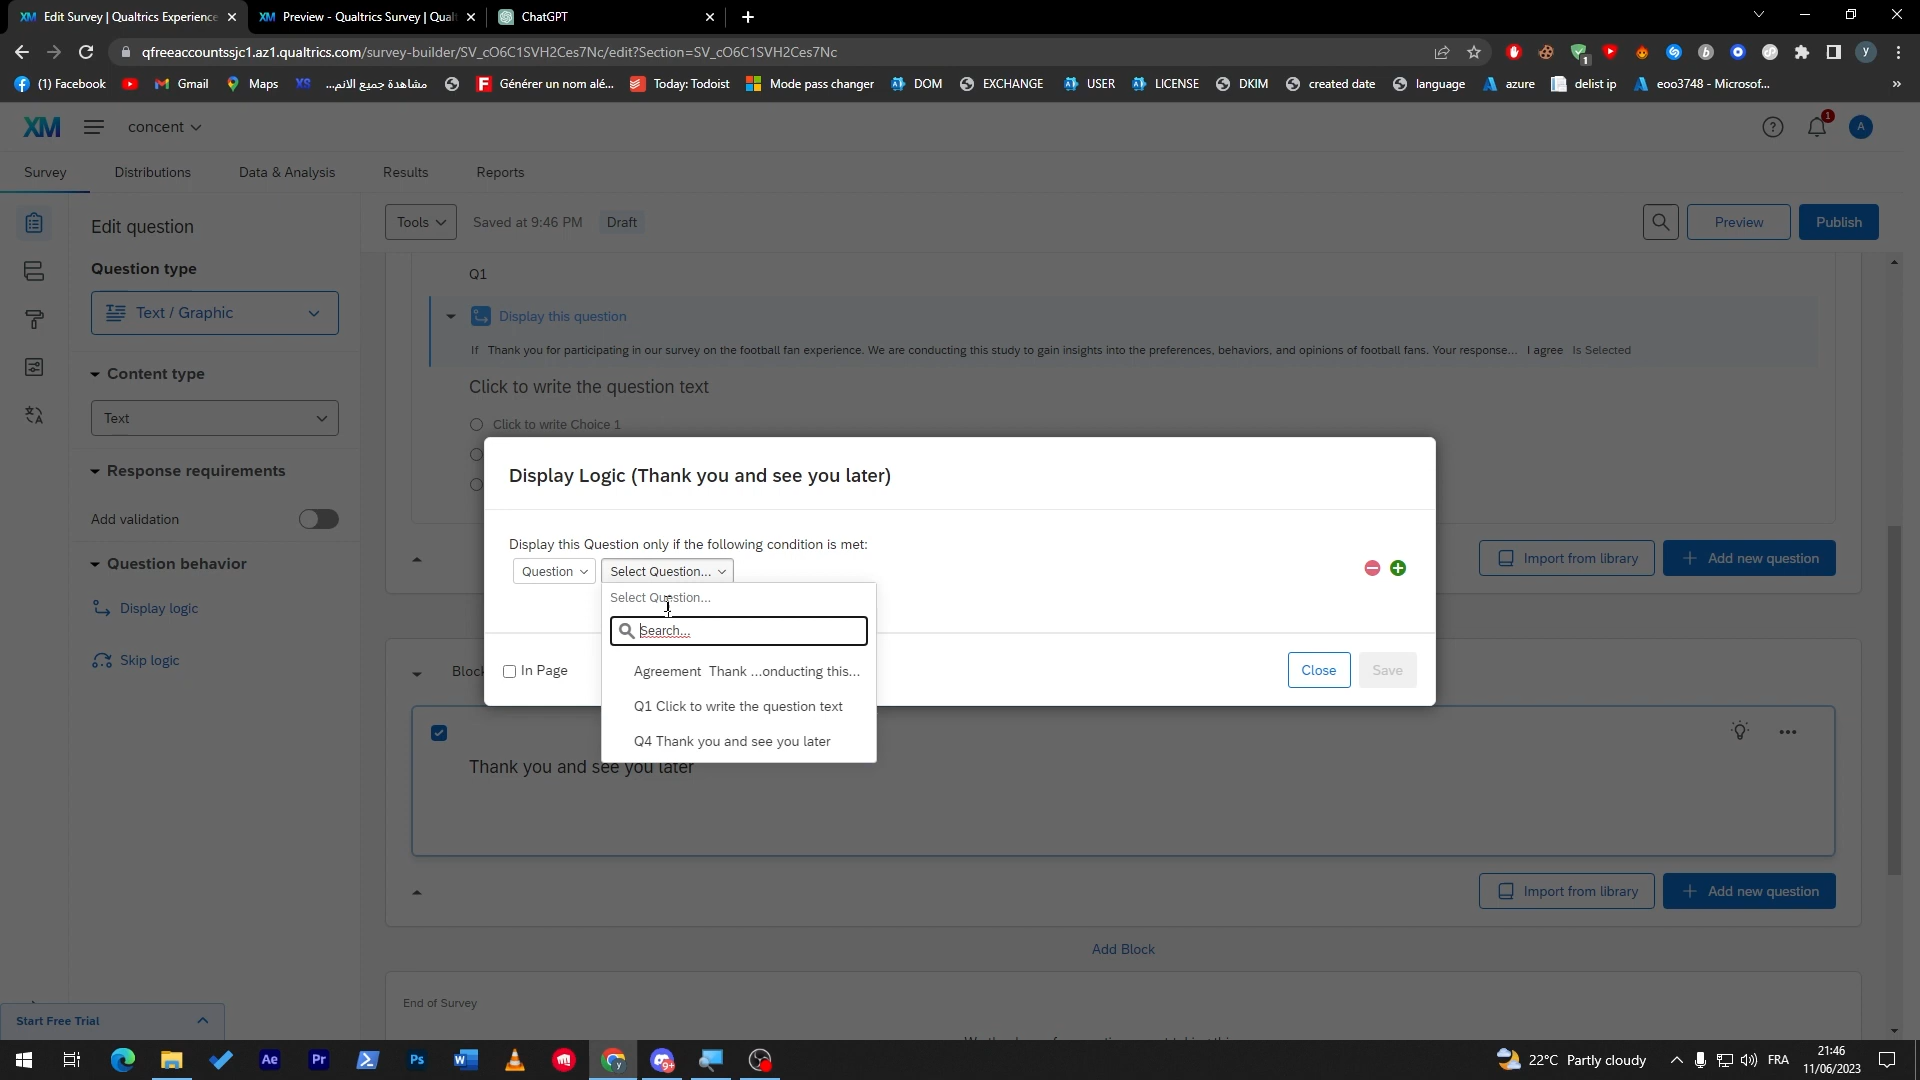 Edit Survey | Qualtrics Experience
Preview - Qualtrics Survey | Qual
ChatGPT
qfreeaccountssjc1.az1.qualtrics.com/survey-builder/SV_cO6C1SVH2Ces7Nc/edit?Section=SV_cO6C1SVH2Ces7Nc
1
y
(1) Facebook
Gmail
Maps
XS
مشاهدة جميع الانم...
Générer un nom alé...
Today: Todoist
Mode pass changer
DOM
EXCHANGE
USER
LICENSE
DKIM
created date
language
azure
delist ip
eoo3748 - Microsof...
»
XM
concent
1
A
Survey
Distributions
Data & Analysis
Results
Reports
Edit question
Tools
Saved at 9:46 PM
Draft
Preview
Publish
Question type
Text / Graphic
Content type
Text
Response requirements
Add validation
Question behavior
Display logic
Skip logic
Q1
Display this question
If Thank you for participating in our survey on the football fan experience. We are conducting this study to gain insights into the preferences, behaviors, and opinions of football fans. Your response... I agree Is Selected
Click to write the question text
Click to write Choice 1
Display Logic (Thank you and see you later)
Display this Question only if the following condition is met:
Question
Select Question...
Select Question...
Search...
Agreement Thank ...onducting this...
Q1 Click to write the question text
Q4 Thank you and see you later
In Page
Close
Save
Import from library
Add new question
Block
Thank you and see you later
Import from library
Add new question
Add Block
End of Survey
Start Free Trial
Ae
Pr
Ps
9+
22°C Partly cloudy
FRA
21:46
11/06/2023